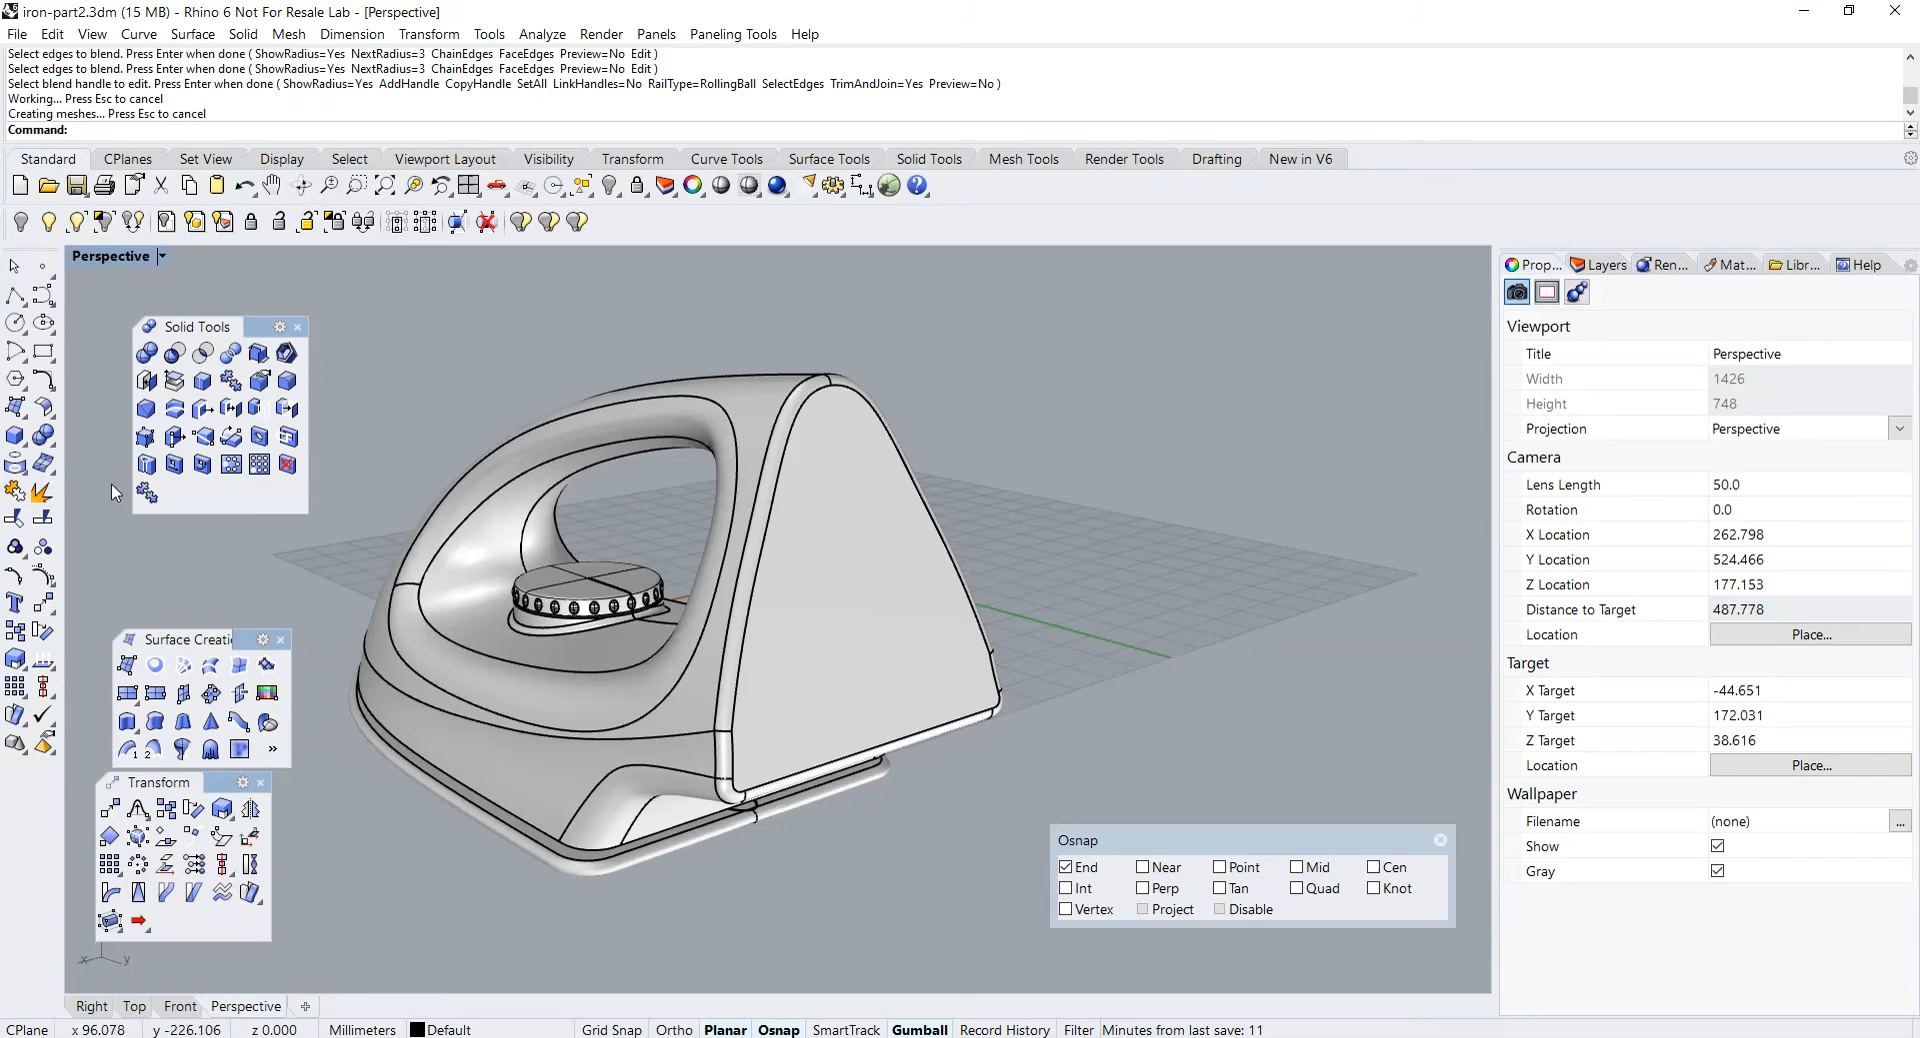 iron-part2.3dm (15 MB) - Rhino 6 Not For Resale Lab - [Perspective]
File Edit View Curve Surface Solid Mesh Dimension Transform Tools Analyze Render Panels Paneling Tools Help
Select edges to blend. Press Enter when done ( ShowRadius=Yes NextRadius=3 ChainEdges FaceEdges Preview=No Edit )
Select edges to blend. Press Enter when done ( ShowRadius=Yes NextRadius=3 ChainEdges FaceEdges Preview=No Edit )
Select blend handle to edit. Press Enter when done ( ShowRadius=Yes AddHandle CopyHandle SetAll LinkHandles=No RailType=RollingBall SelectEdges TrimAndJoin=Yes Preview=No )
Working... Press Esc to cancel
Creating meshes... Press Esc to cancel
Command:
Standard CPlanes Set View Display Select Viewport Layout Visibility Transform Curve Tools Surface Tools Solid Tools Mesh Tools Render Tools Drafting New in V6
Perspective
Solid Tools
Surface Creati
Transform
x y
Osnap
End Near Point Mid Cen
Int Perp Tan Quad Knot
Vertex Project Disable
Prop... Layers Ren... Mat... Libr... Help
Viewport
Title Perspective
Width 1426
Height 748
Projection Perspective
Camera
Lens Length 50.0
Rotation 0.0
X Location 262.798
Y Location 524.466
Z Location 177.153
Distance to Target 487.778
Location Place...
Target
X Target -44.651
Y Target 172.031
Z Target 38.616
Location Place...
Wallpaper
Filename (none) ...
Show
Gray
Right Top Front Perspective
CPlane x 96.078 y -226.106 z 0.000 Millimeters Default Grid Snap Ortho Planar Osnap SmartTrack Gumball Record History Filter Minutes from last save: 11